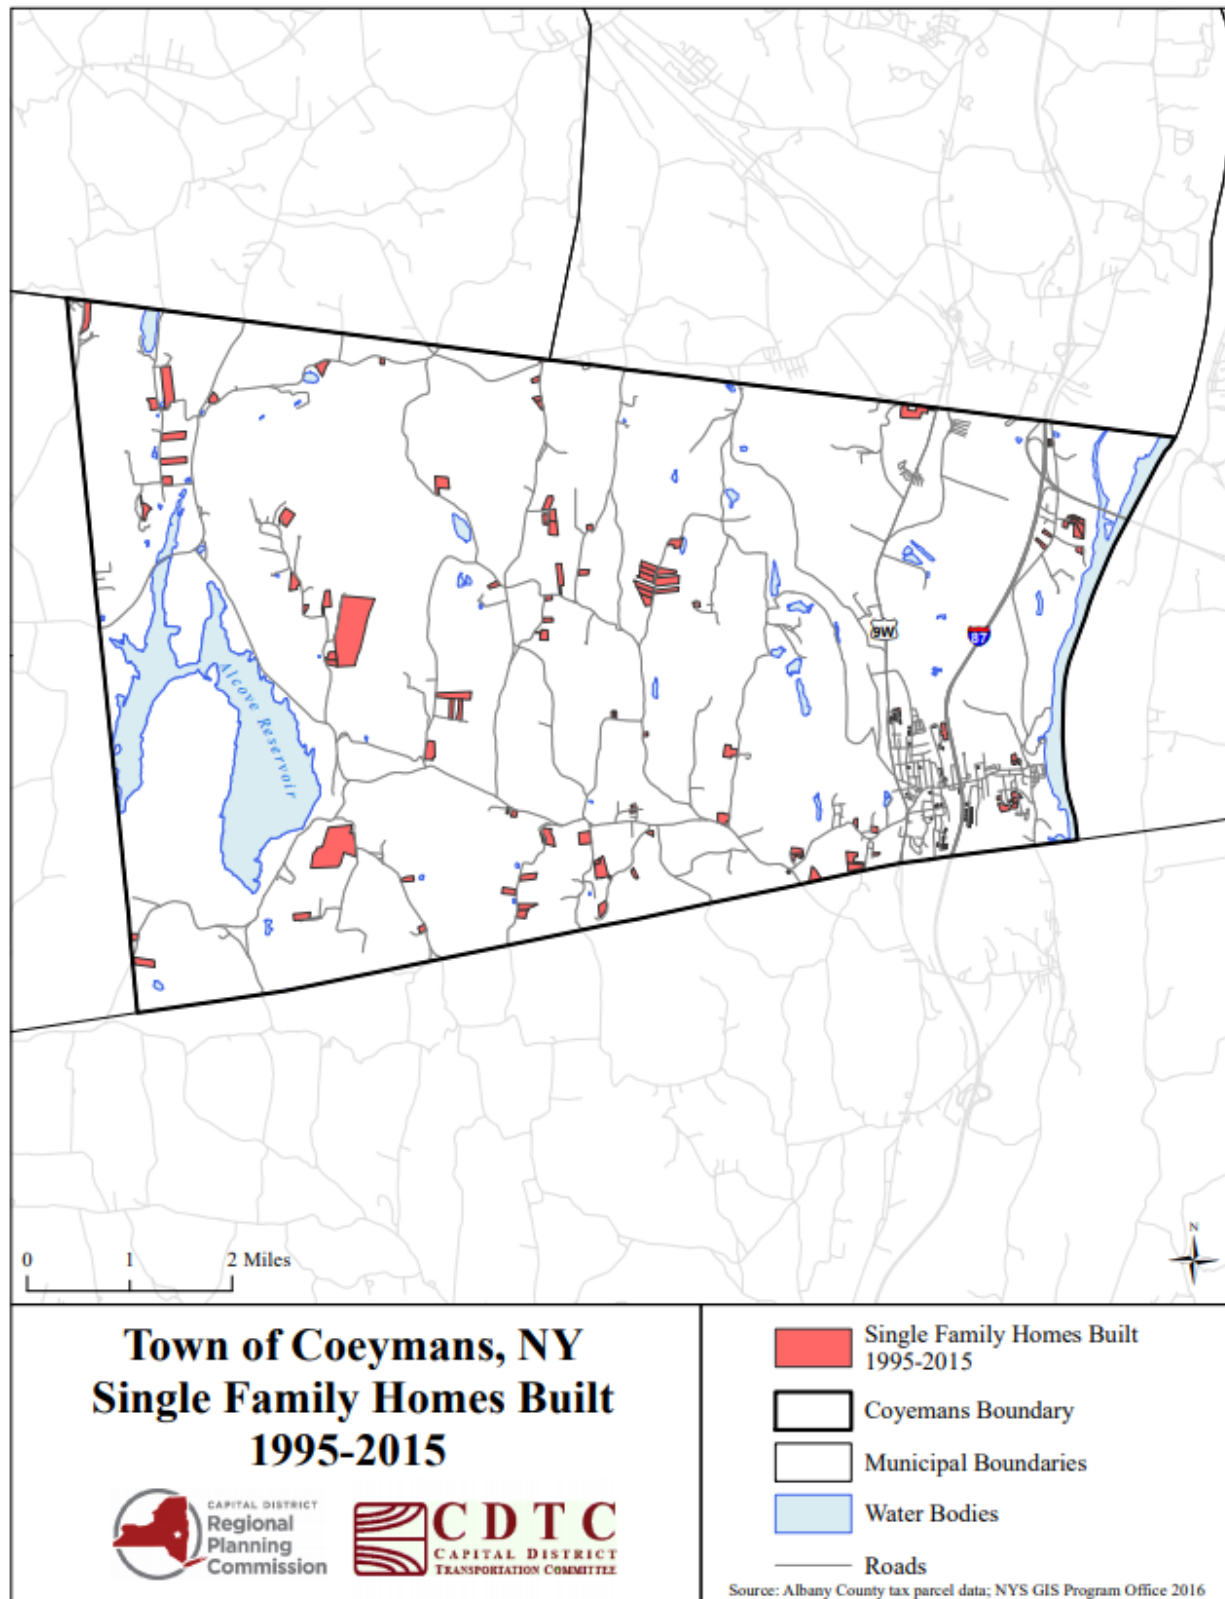 9W
87
Alcove Reservoir
N
0 1 2 Miles
Town of Coeymans, NY
Single Family Homes Built
1995-2015
CAPITAL DISTRICT
Regional
Planning
Commission
CDTC
CAPITAL DISTRICT
TRANSPORTATION COMMITTEE
Single Family Homes Built
1995-2015
Coyemans Boundary
Municipal Boundaries
Water Bodies
Roads
Source: Albany County tax parcel data; NYS GIS Program Office 2016